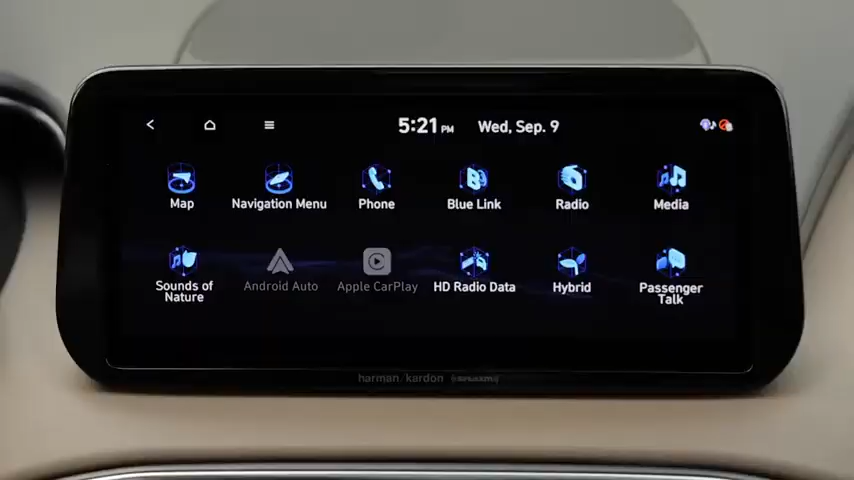 5:21 PM Wed, Sep. 9
Map
Navigation Menu
Phone
Blue Link
Radio
Media
Sounds of
Nature
Android Auto
Apple CarPlay
HD Radio Data
Hybrid
Passenger
Talk
harman/kardon
SiriusXM